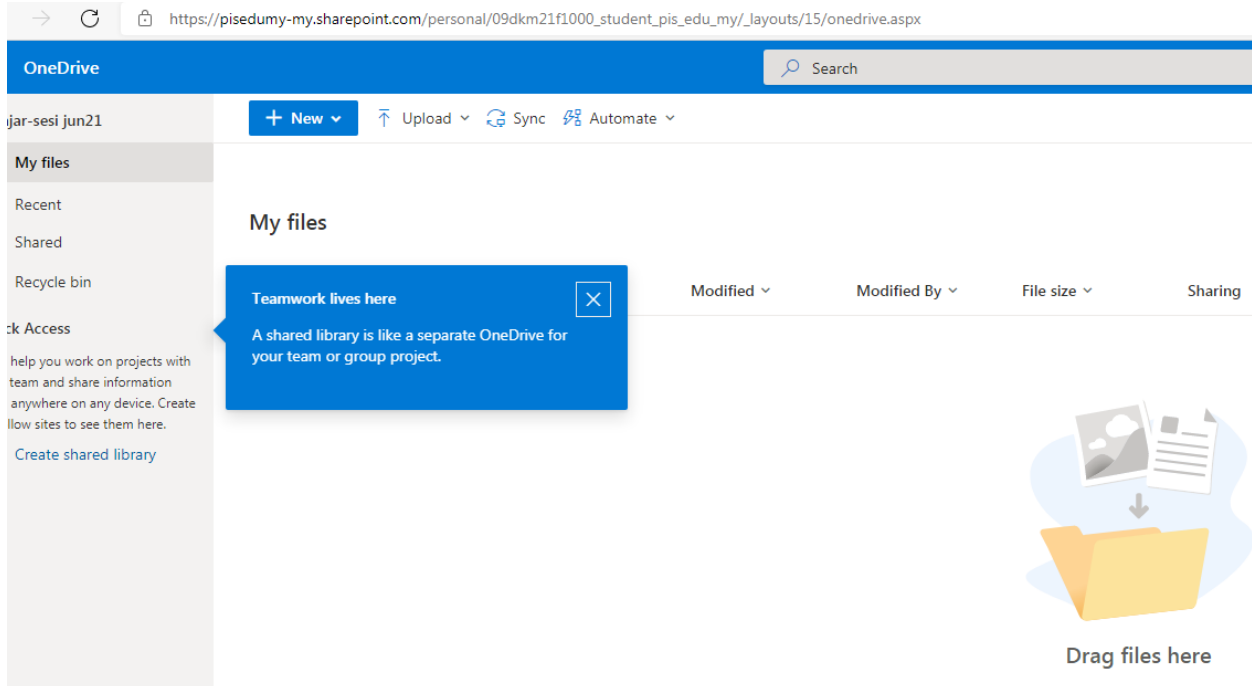 https://pisedumy-my.sharepoint.com/personal/09dkm21f1000_student_pis_edu_my/_layouts/15/onedrive.aspx
OneDrive
Search
jar-sesi jun21
New
Upload
Sync
Automate
My files
Recent
Shared
Recycle bin
ck Access
help you work on projects with
team and share information
anywhere on any device. Create
llow sites to see them here.
Create shared library
My files
Modified
Modified By
File size
Sharing
Teamwork lives here
A shared library is like a separate OneDrive for
your team or group project.
Drag files here